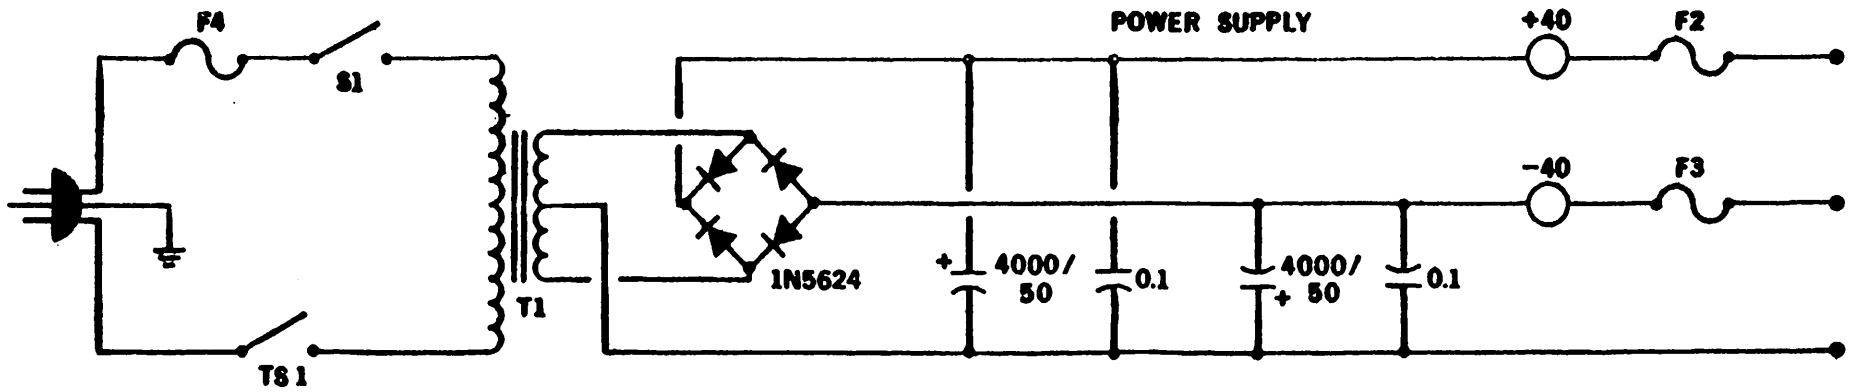 F4
S1
POWER SUPPLY
+40
F2
-40
F3
1N5624
T1
TS1
+
4000/
50
0.1
4000/
+ 50
0.1